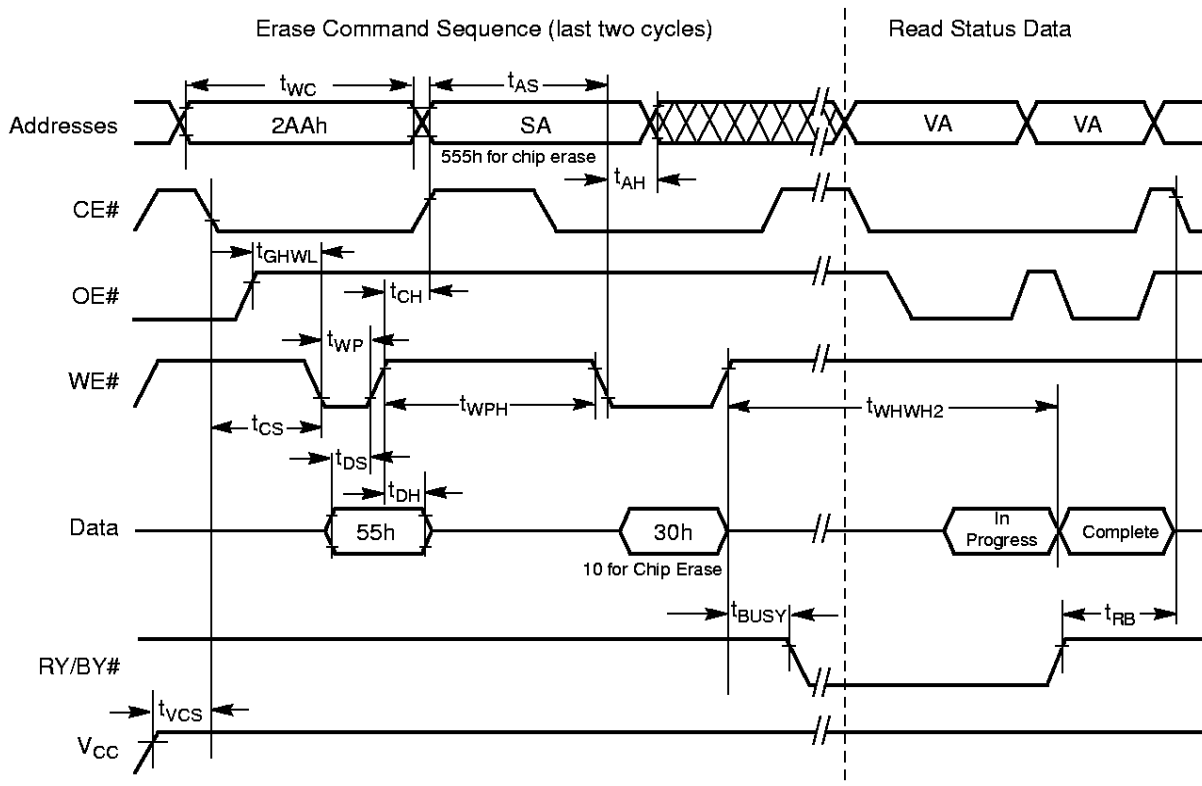 Erase Command Sequence (last two cycles)
Read Status Data
tWC
tAS
Addresses
2AAh
SA
VA
VA
555h for chip erase
tAH
CE#
tGHWL
OE#
tCH
tWP
WE#
tWPH
tWHWH2
tCS
tDS
tDH
Data
55h
30h
In
Progress
Complete
10 for Chip Erase
tBUSY
tRB
RY/BY#
tVCS
VCC